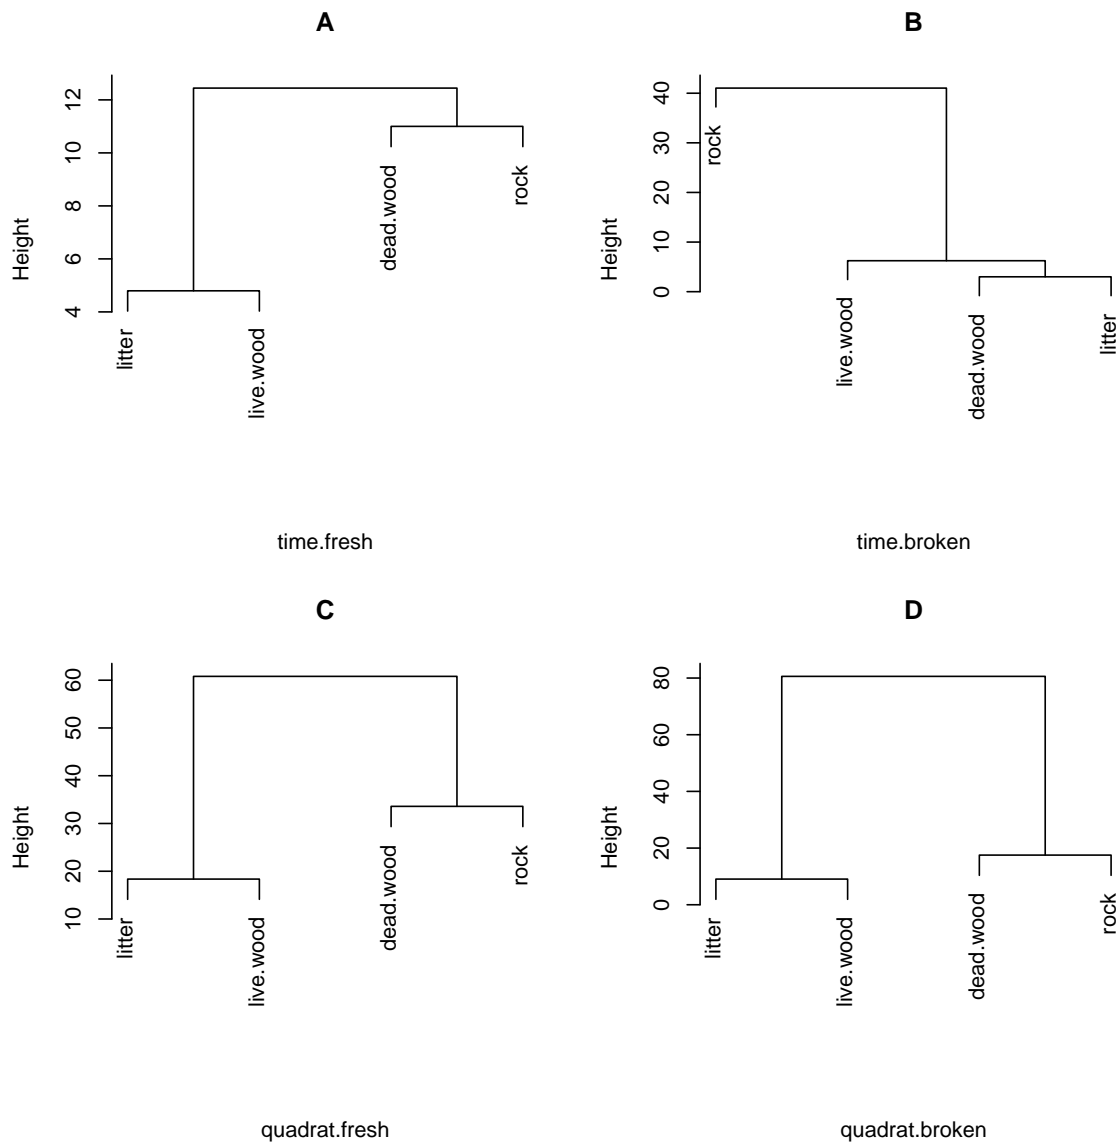 A
Height
4
6
8
10
12
litter
live.wood
dead.wood
rock
time.fresh
B
Height
0
10
20
30
40
rock
live.wood
dead.wood
litter
time.broken
C
Height
10
20
30
40
50
60
litter
live.wood
dead.wood
rock
quadrat.fresh
D
Height
0
20
40
60
80
litter
live.wood
dead.wood
rock
quadrat.broken